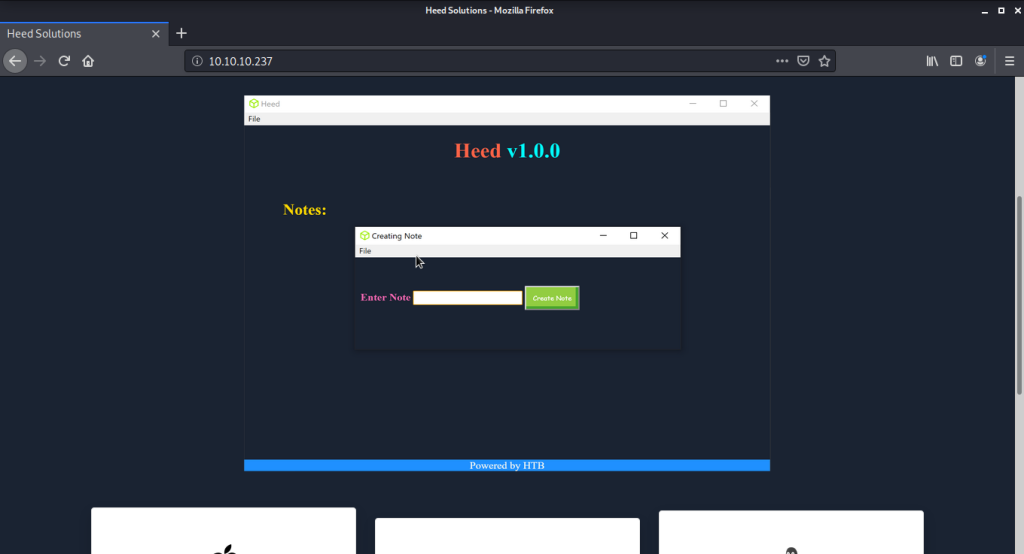 Heed Solutions - Mozilla Firefox
Heed Solutions
10.10.10.237
Heed
File
Heed v1.0.0
Notes:
Creating Note
File
Enter Note Create Note
Powered by HTB